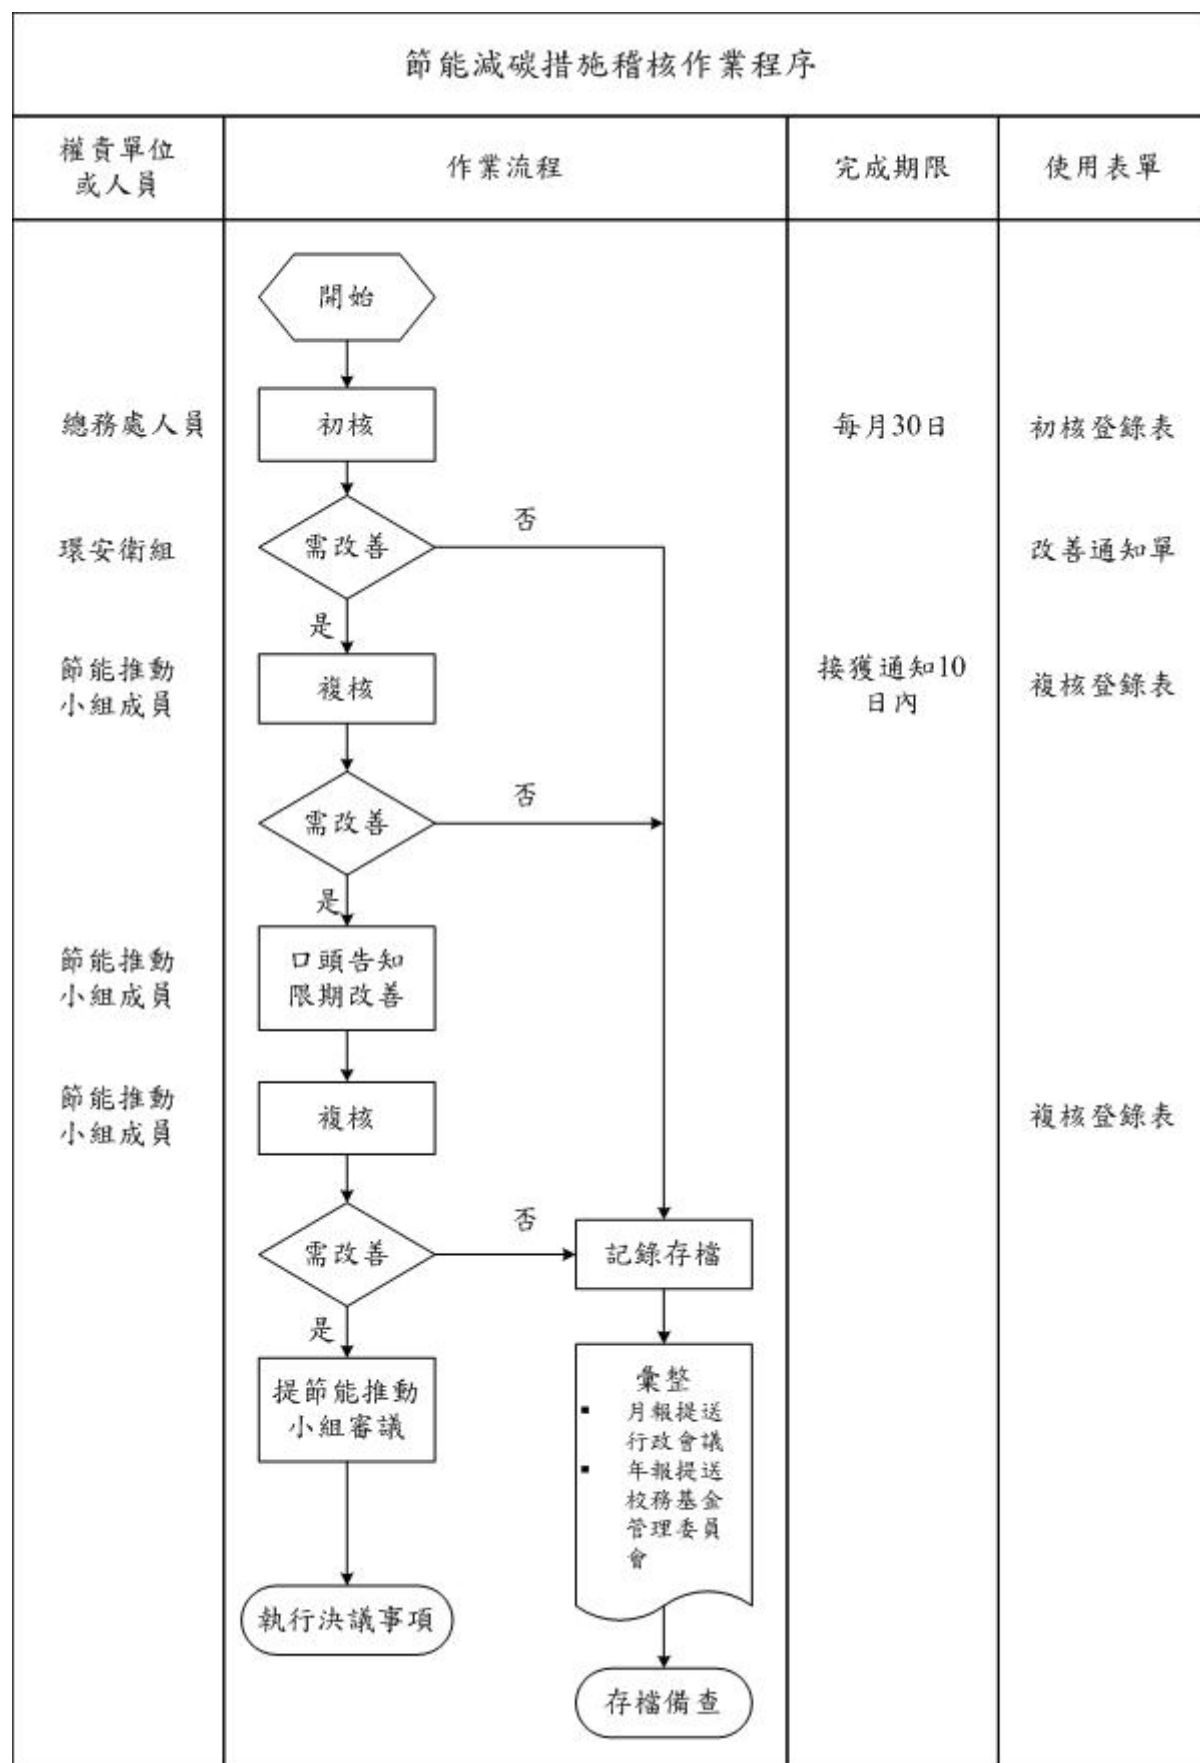 節能減碳措施稽核作業程序
權責單位
或人員
作業流程
完成期限
使用表單
開始
總務處人員
初核
每月30日
初核登錄表
環安衛組
需改善
否
改善通知單
是
節能推動
小組成員
複核
接獲通知10
日內
複核登錄表
需改善
否
是
節能推動
小組成員
口頭告知
限期改善
節能推動
小組成員
複核
複核登錄表
需改善
否
記錄存檔
是
提節能推動
小組審議
彙整
▪ 月報提送
行政會議
▪ 年報提送
校務基金
管理委員
會
執行決議事項
存檔備查